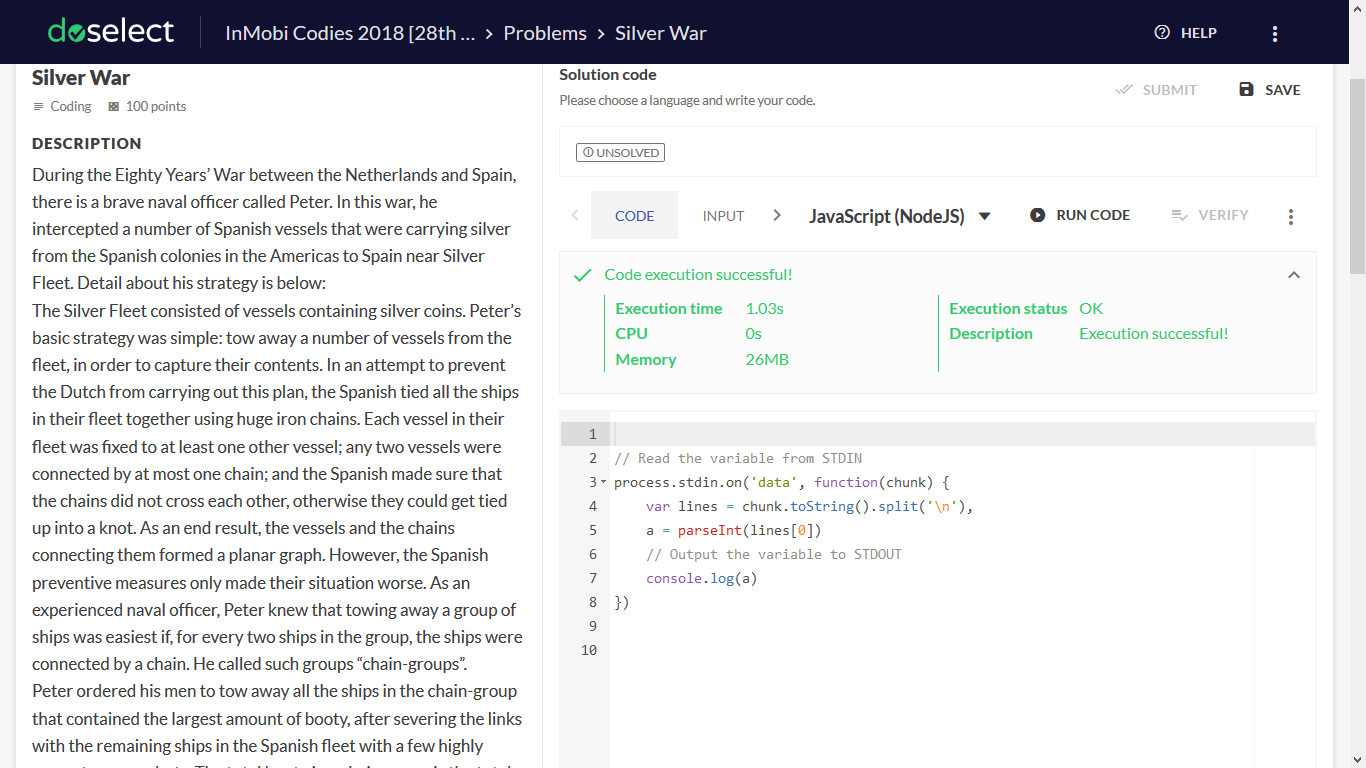 doselect
InMobi Codies 2018 [28th ... > Problems > Silver War
HELP
Silver War
Coding
100 points
DESCRIPTION
During the Eighty Years’ War between the Netherlands and Spain,
there is a brave naval officer called Peter. In this war, he
intercepted a number of Spanish vessels that were carrying silver
from the Spanish colonies in the Americas to Spain near Silver
Fleet. Detail about his strategy is below:
The Silver Fleet consisted of vessels containing silver coins. Peter’s
basic strategy was simple: tow away a number of vessels from the
fleet, in order to capture their contents. In an attempt to prevent
the Dutch from carrying out this plan, the Spanish tied all the ships
in their fleet together using huge iron chains. Each vessel in their
fleet was fixed to at least one other vessel; any two vessels were
connected by at most one chain; and the Spanish made sure that
the chains did not cross each other, otherwise they could get tied
up into a knot. As an end result, the vessels and the chains
connecting them formed a planar graph. However, the Spanish
preventive measures only made their situation worse. As an
experienced naval officer, Peter knew that towing away a group of
ships was easiest if, for every two ships in the group, the ships were
connected by a chain. He called such groups “chain-groups”.
Peter ordered his men to tow away all the ships in the chain-group
that contained the largest amount of booty, after severing the links
with the remaining ships in the Spanish fleet with a few highly
Solution code
Please choose a language and write your code.
SUBMIT
SAVE
UNSOLVED
CODE
INPUT
JavaScript (NodeJS)
RUN CODE
VERIFY
Code execution successful!
Execution time 1.03s
CPU 0s
Memory 26MB
Execution status OK
Description Execution successful!
1
2 // Read the variable from STDIN
3 process.stdin.on('data', function(chunk) {
4 var lines = chunk.toString().split('\n'),
5 a = parseInt(lines[0])
6 // Output the variable to STDOUT
7 console.log(a)
8 })
9
10